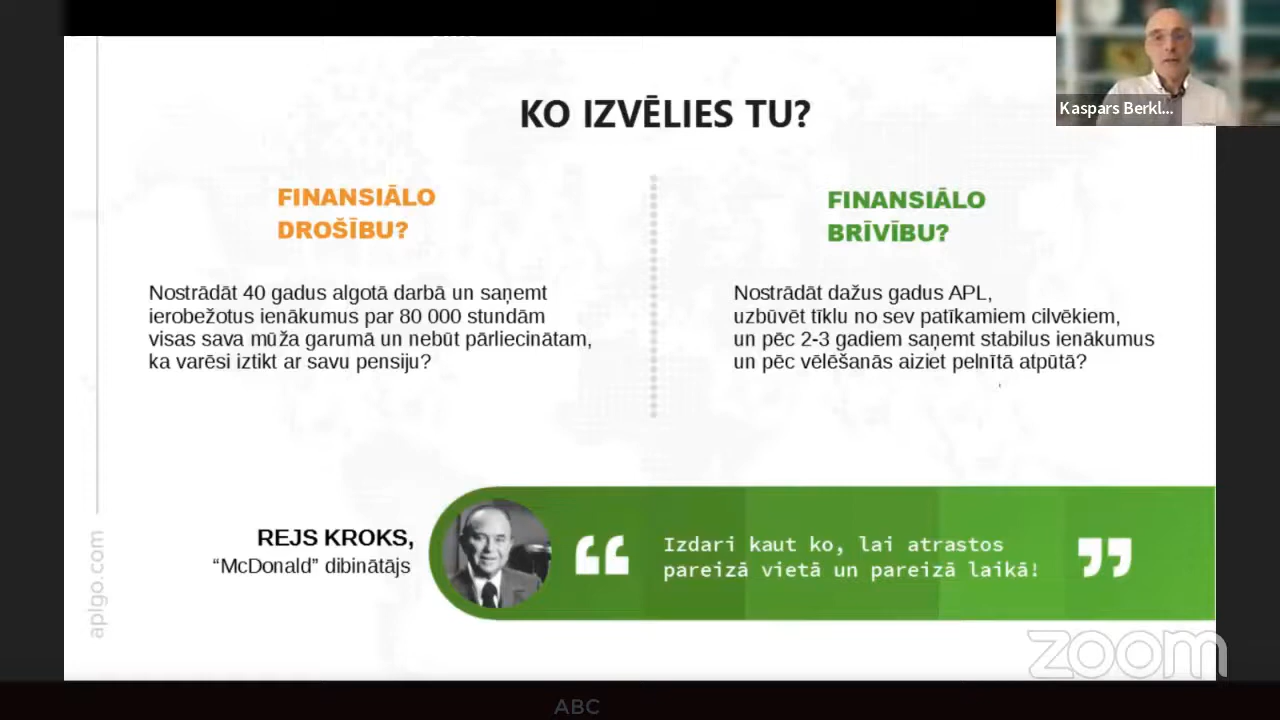 KO IZVĒLIES TU?
Kaspars Berkl...
FINANSIĀLO
DROŠĪBU?
Nostrādāt 40 gadus algotā darbā un saņemt
ierobežotus ienākumus par 80 000 stundām
visas sava mūža garumā un nebūt pārliecinātam,
ka varēsi iztikt ar savu pensiju?
FINANSIĀLO
BRĪVĪBU?
Nostrādāt dažus gadus APL,
uzbūvēt tīklu no sev patīkamiem cilvēkiem,
un pēc 2-3 gadiem saņemt stabilus ienākumus
un pēc vēlēšanās aiziet pelnītā atpūtā?
REJS KROKS,
“McDonald” dibinātājs
“ Izdari kaut ko, lai atrastos
pareizā vietā un pareizā laikā! ”
aplgo.com
zoom
ABC